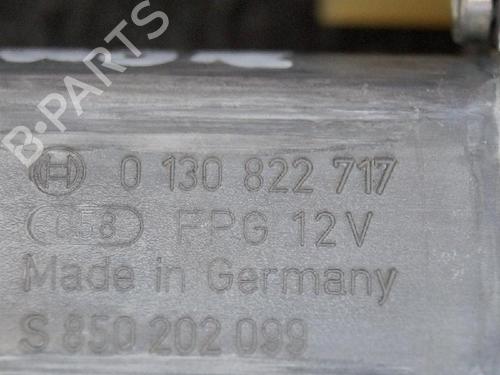 B-PARTS
0 130 822 717
058 FPG 12V
Made in Germany
S 850 202 099